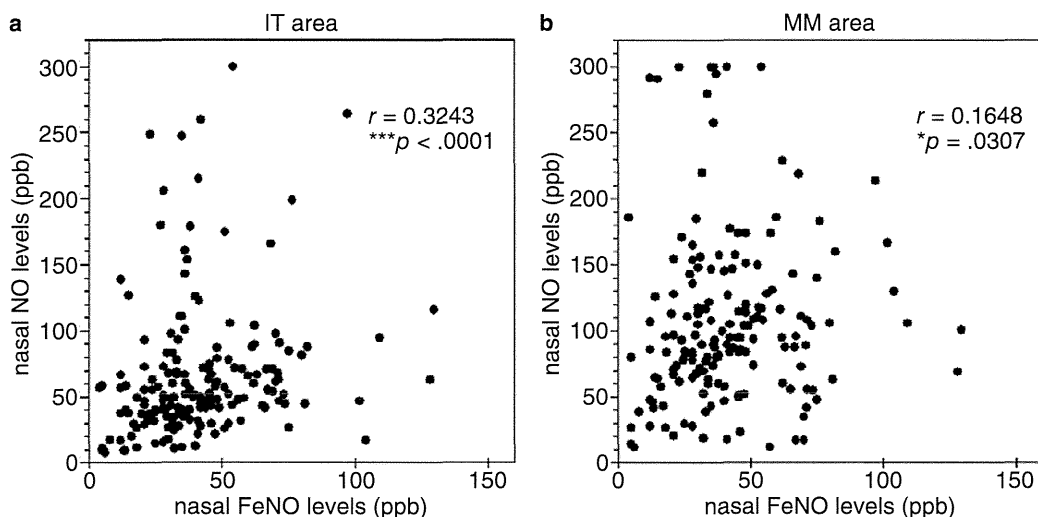 a
IT area
nasal NO levels (ppb)
300
250
200
150
100
50
0
r = 0.3243
***p < .0001
0 50 100 150
nasal FeNO levels (ppb)
b
MM area
nasal NO levels (ppb)
300
250
200
150
100
50
0
r = 0.1648
*p = .0307
0 50 100 150
nasal FeNO levels (ppb)